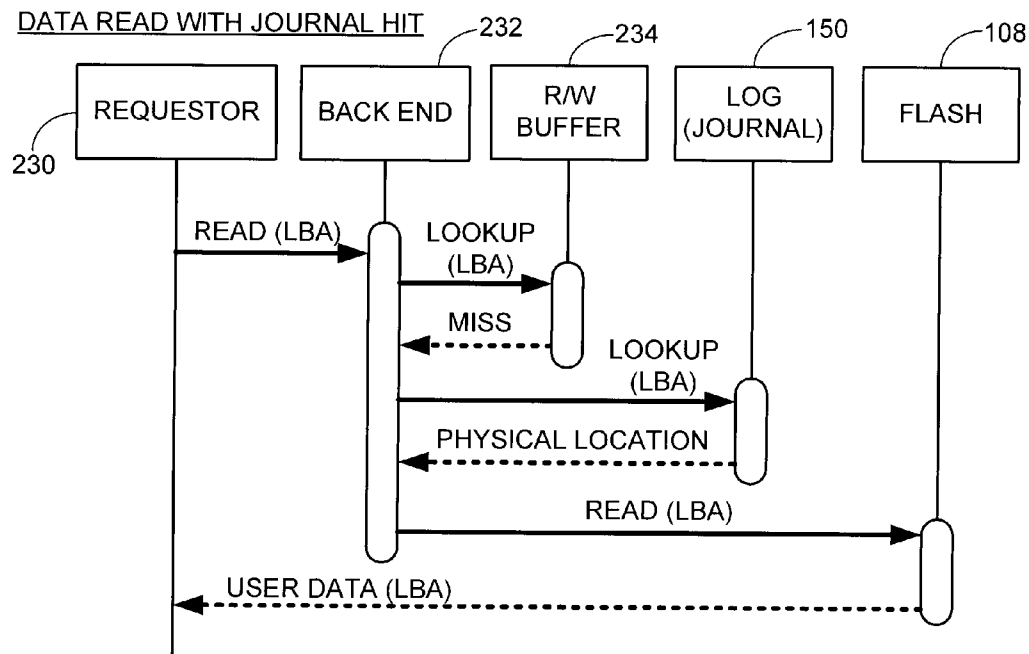 DATA READ WITH JOURNAL HIT
232
234
150
108
REQUESTOR
BACK END
R/W
BUFFER
LOG
(JOURNAL)
FLASH
230
READ (LBA)
LOOKUP
(LBA)
MISS
LOOKUP
(LBA)
PHYSICAL LOCATION
READ (LBA)
USER DATA (LBA)